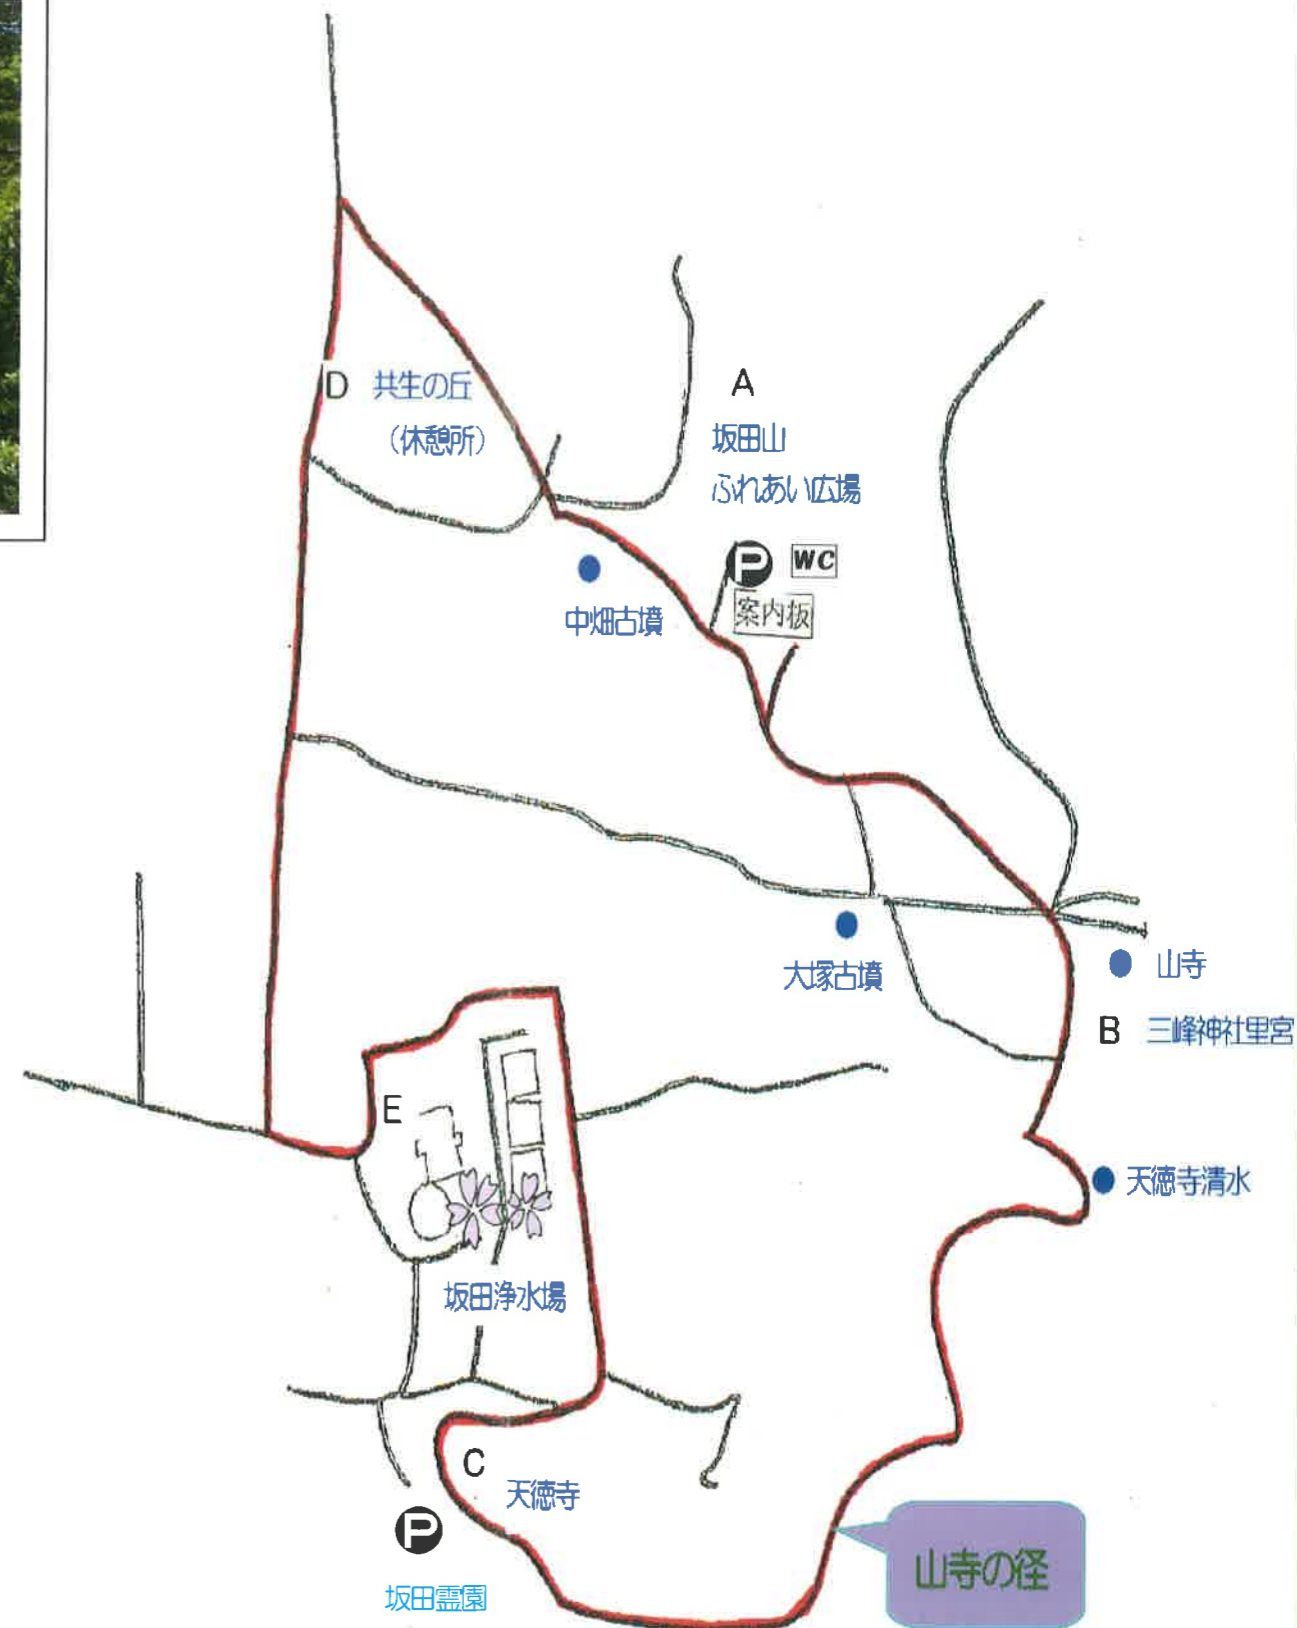 D
共生の丘
(休憩所)
A
坂田山
ふれあい広場
P
WC
案内板
中畑古墳
大塚古墳
山寺
B
三峰神社里宮
E
天徳寺清水
坂田浄水場
C
天徳寺
P
坂田霊園
山寺の径